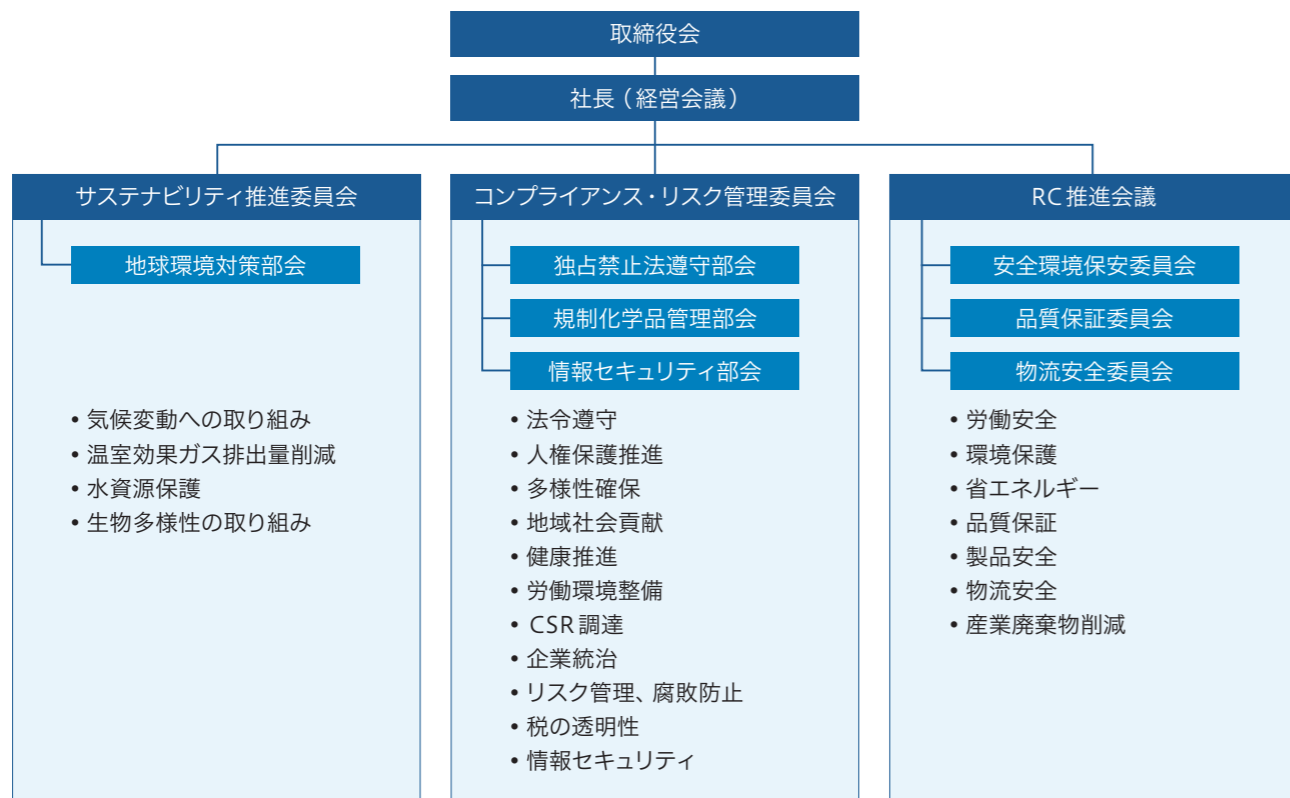 取締役会
社長（経営会議）
サステナビリティ推進委員会
地球環境対策部会
• 気候変動への取り組み
• 温室効果ガス排出量削減
• 水資源保護
• 生物多様性の取り組み
コンプライアンス・リスク管理委員会
独占禁止法遵守部会
規制化学品管理部会
情報セキュリティ部会
• 法令遵守
• 人権保護推進
• 多様性確保
• 地域社会貢献
• 健康推進
• 労働環境整備
• CSR調達
• 企業統治
• リスク管理、腐敗防止
• 税の透明性
• 情報セキュリティ
RC推進会議
安全環境保安委員会
品質保証委員会
物流安全委員会
• 労働安全
• 環境保護
• 省エネルギー
• 品質保証
• 製品安全
• 物流安全
• 産業廃棄物削減